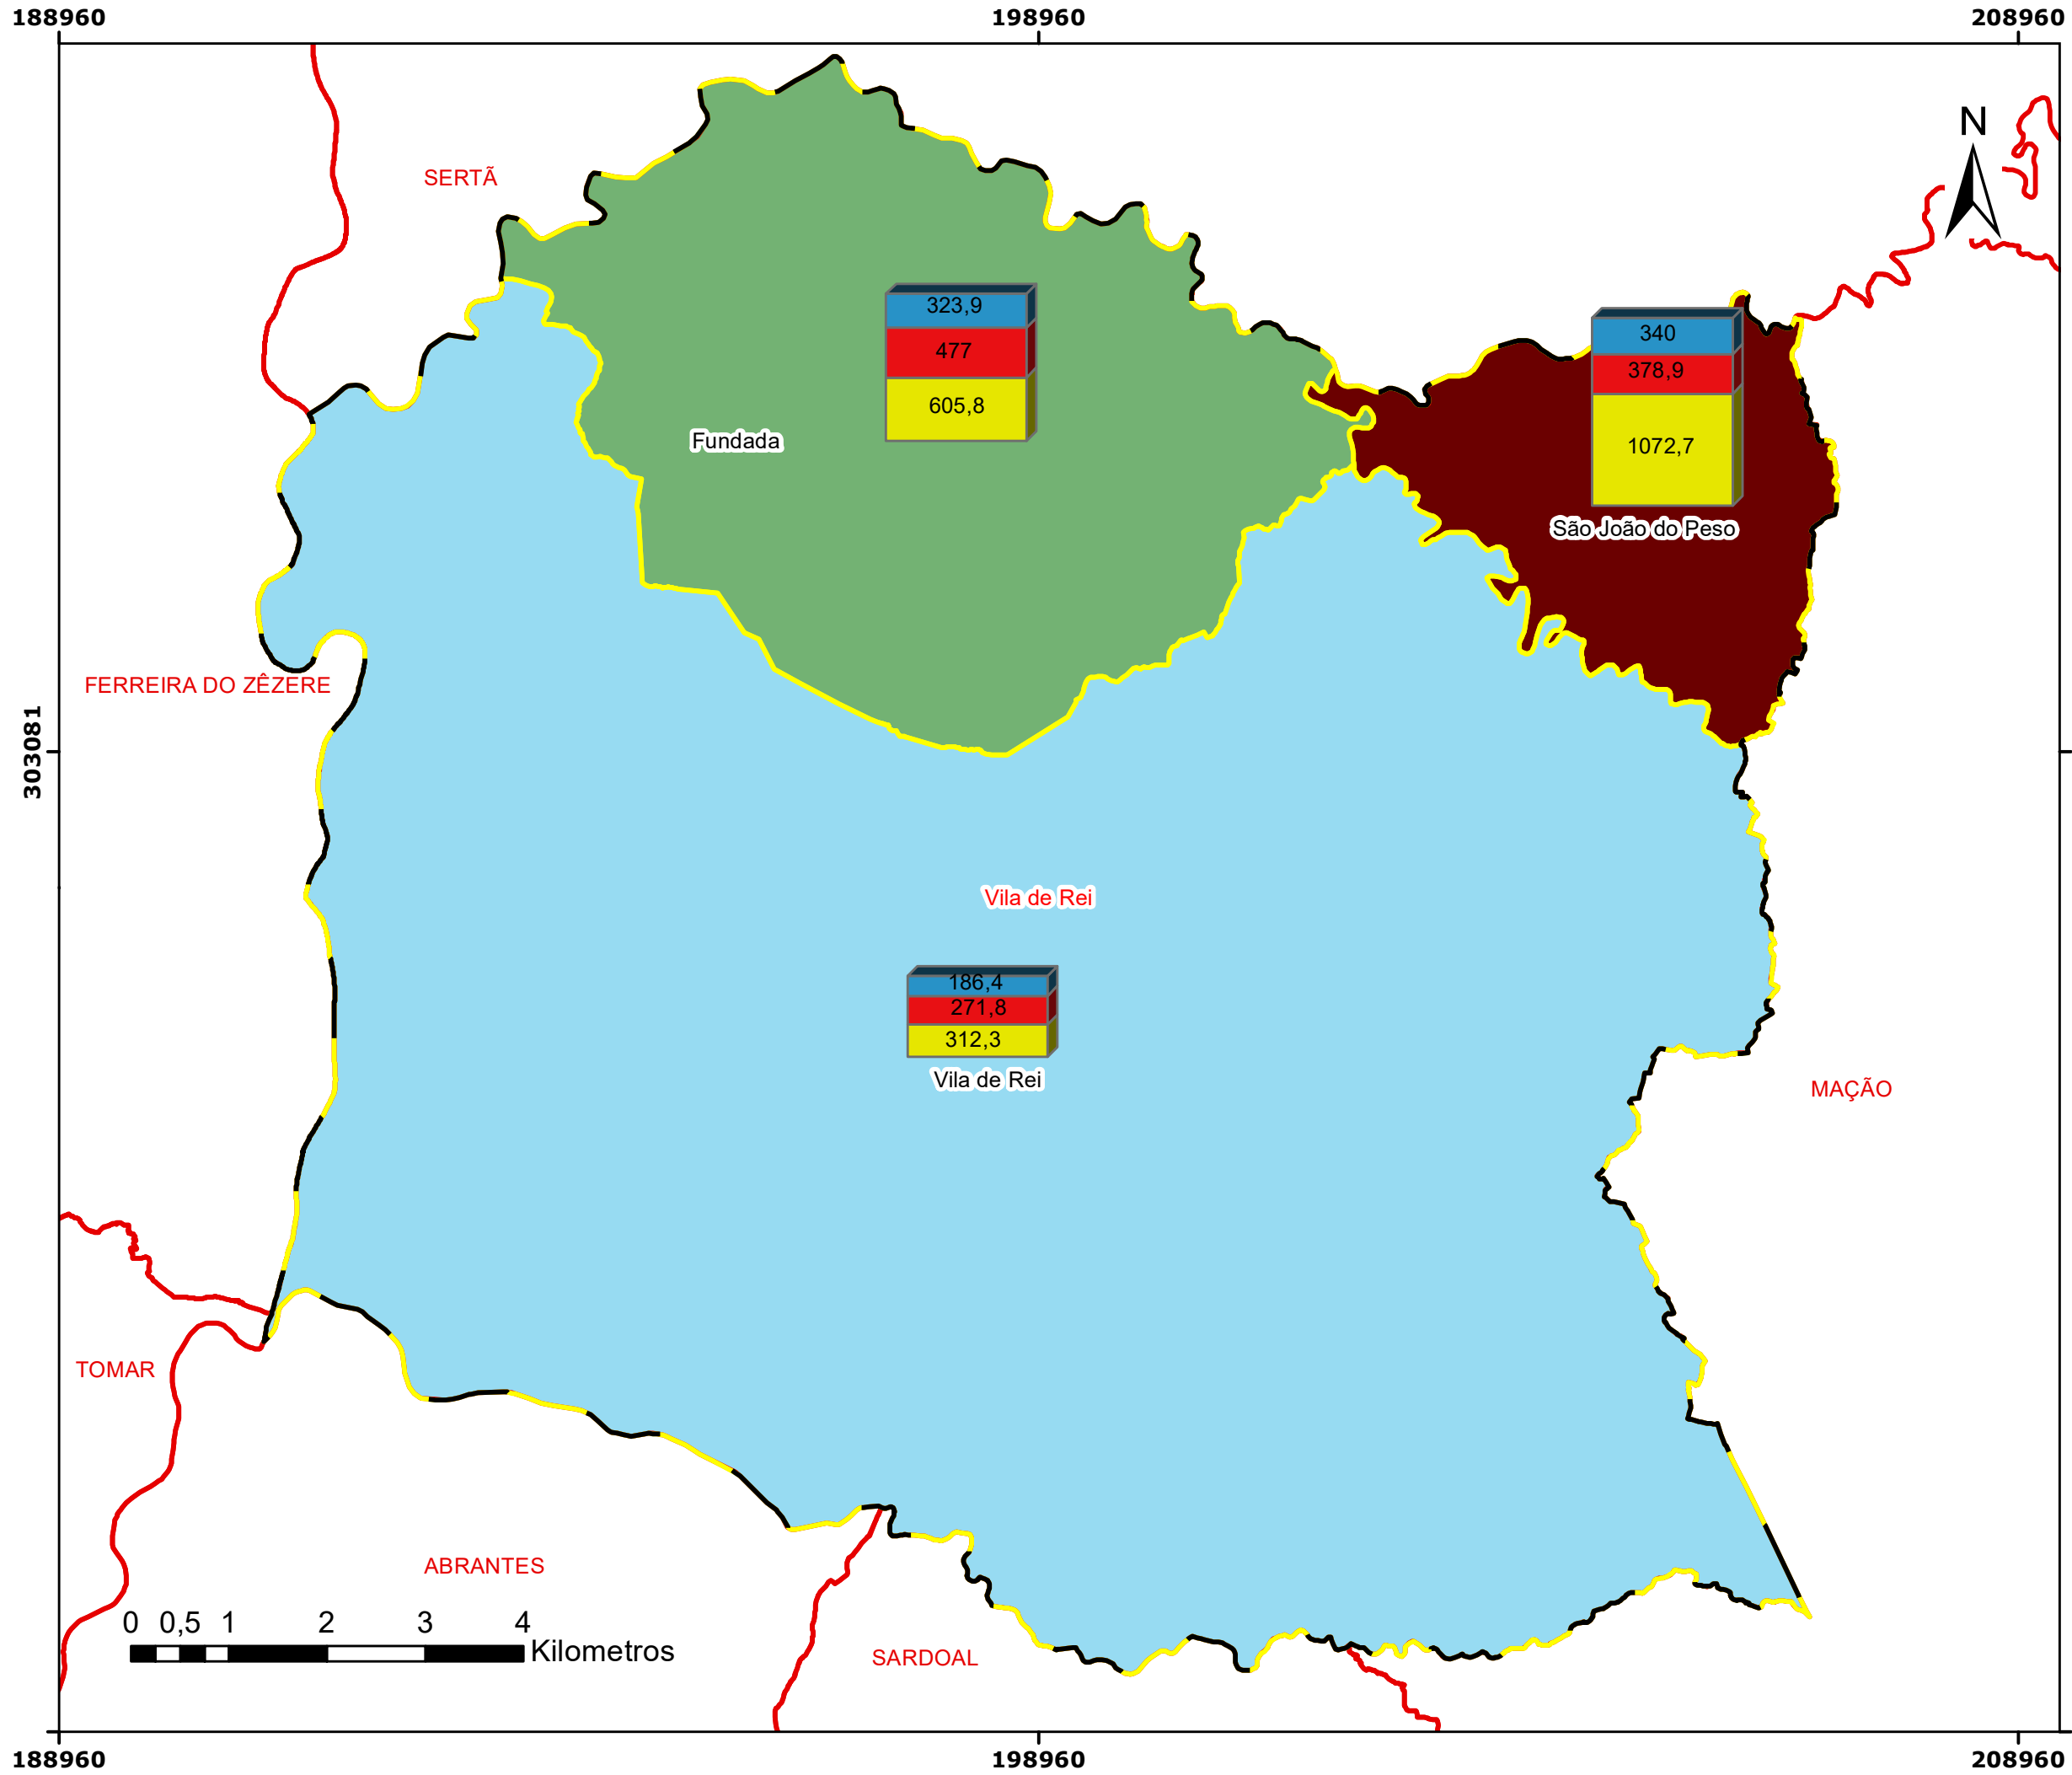 188960 198960 208960
N
SERTÃ
323,9
477
605,8
340
378,9
1072,7
Fundada
São João do Peso
FERREIRA DO ZÊZERE
303081
Vila de Rei
186,4
271,8
312,3
Vila de Rei
MAÇÃO
TOMAR
ABRANTES
0 0,5 1 2 3 4
Kilometros
SARDOAL
188960 198960 208960